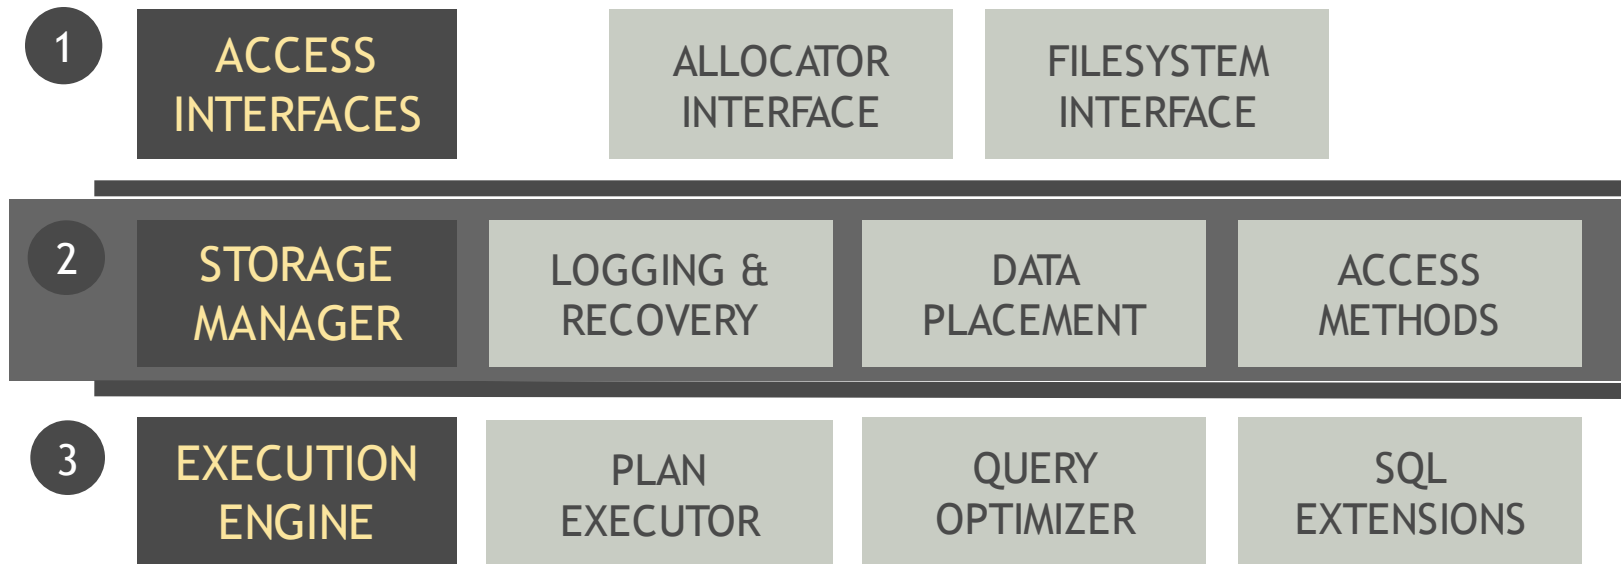 1
ACCESS
INTERFACES
ALLOCATOR
INTERFACE
FILESYSTEM
INTERFACE
2
STORAGE
MANAGER
LOGGING &
RECOVERY
DATA
PLACEMENT
ACCESS
METHODS
3
EXECUTION
ENGINE
PLAN
EXECUTOR
QUERY
OPTIMIZER
SQL
EXTENSIONS